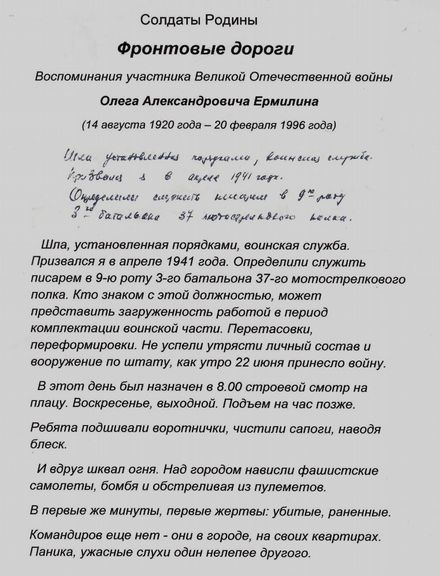 Солдаты Родины
Фронтовые дороги
Воспоминания участника Великой Отечественной войны
Олега Александровича Ермилина
(14 августа 1920 года – 20 февраля 1996 года)
Шла установленная порядками, воинская служба.
Призвался я в апреле 1941 года.
Определили служить писарем в 9ю роту
3го батальона 37 мотострелкового полка.
Шла, установленная порядками, воинская служба.
Призвался я в апреле 1941 года. Определили служить
писарем в 9-ю роту 3-го батальона 37-го мотострелкового
полка. Кто знаком с этой должностью, может
представить загруженность работой в период
комплектации воинской части. Перетасовки,
переформировки. Не успели утрясти личный состав и
вооружение по штату, как утро 22 июня принесло войну.
В этот день был назначен в 8.00 строевой смотр на
плацу. Воскресенье, выходной. Подъем на час позже.
Ребята подшивали воротнички, чистили сапоги, наводя
блеск.
И вдруг шквал огня. Над городом нависли фашистские
самолеты, бомбя и обстреливая из пулеметов.
В первые же минуты, первые жертвы: убитые, раненные.
Командиров еще нет - они в городе, на своих квартирах.
Паника, ужасные слухи один нелепее другого.